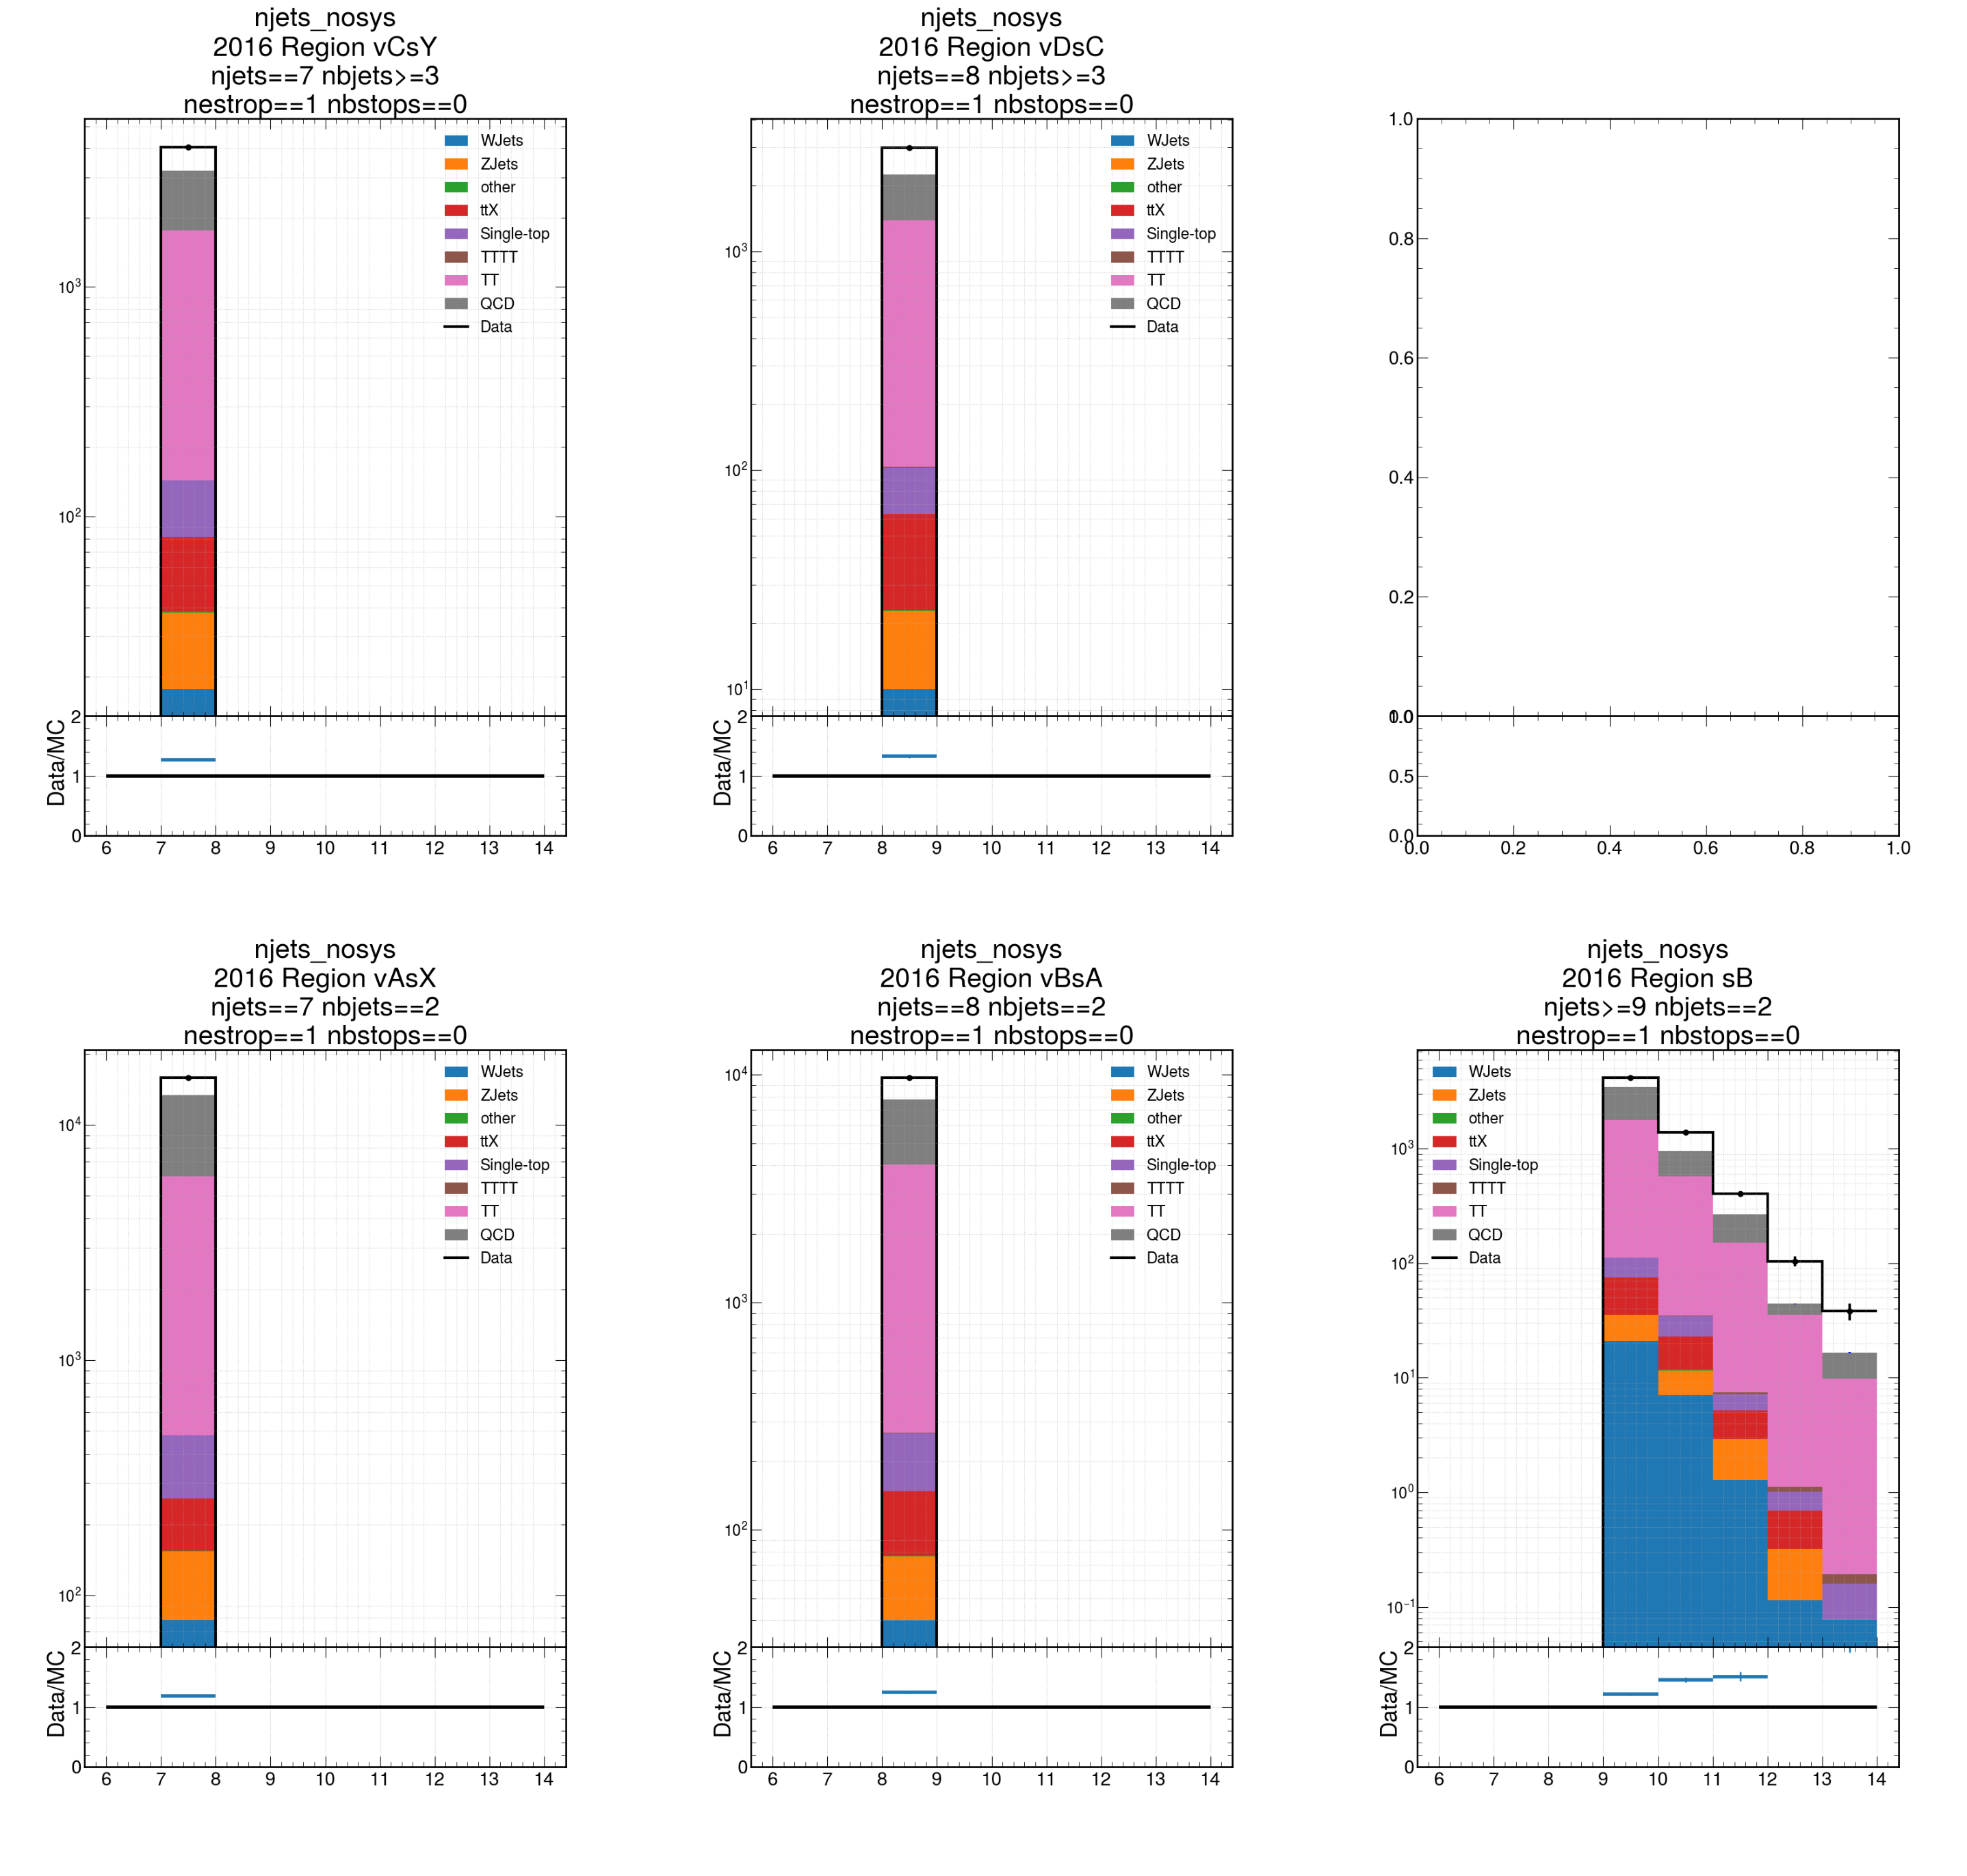 njets_nosys
2016 Region vCsY
njets==7 nbjets>=3
nestrop==1 nbstops==0
10³
10²
WJets
ZJets
other
ttX
Single-top
TTTT
TT
QCD
Data
Data/MC
2
1
0
6 7 8 9 10 11 12 13 14
njets_nosys
2016 Region vDsC
njets==8 nbjets>=3
nestrop==1 nbstops==0
10³
10²
10¹
WJets
ZJets
other
ttX
Single-top
TTTT
TT
QCD
Data
Data/MC
2
1
0
6 7 8 9 10 11 12 13 14
1.0
0.8
0.6
0.4
0.2
0.0
1.0
0.5
0.0
0.0 0.2 0.4 0.6 0.8 1.0
njets_nosys
2016 Region vAsX
njets==7 nbjets==2
nestrop==1 nbstops==0
10⁴
10³
10²
WJets
ZJets
other
ttX
Single-top
TTTT
TT
QCD
Data
Data/MC
2
1
0
6 7 8 9 10 11 12 13 14
njets_nosys
2016 Region vBsA
njets==8 nbjets==2
nestrop==1 nbstops==0
10⁴
10³
10²
WJets
ZJets
other
ttX
Single-top
TTTT
TT
QCD
Data
Data/MC
2
1
0
6 7 8 9 10 11 12 13 14
njets_nosys
2016 Region sB
njets>=9 nbjets==2
nestrop==1 nbstops==0
10³
10²
10¹
10⁰
10⁻¹
WJets
ZJets
other
ttX
Single-top
TTTT
TT
QCD
Data
Data/MC
2
1
0
6 7 8 9 10 11 12 13 14